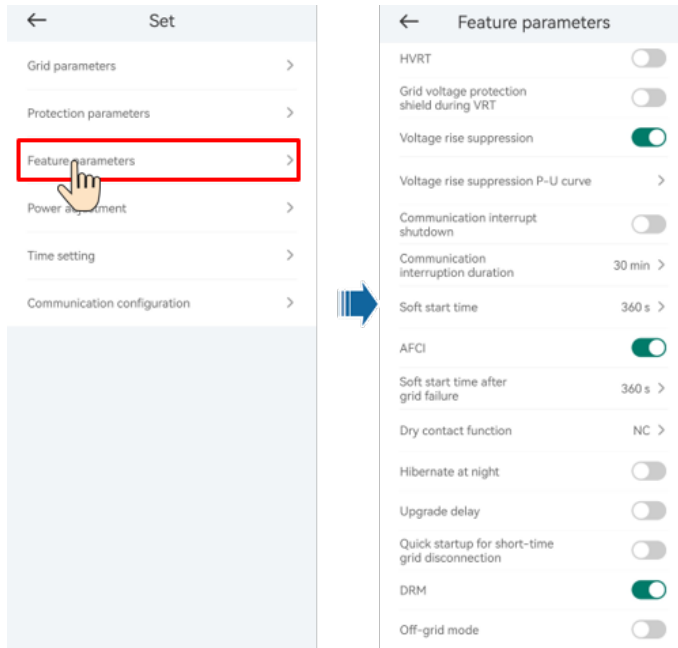 Set
Grid parameters
Protection parameters
Feature parameters
Power adjustment
Time setting
Communication configuration
Feature parameters
HVRT
Grid voltage protection
shield during VRT
Voltage rise suppression
Voltage rise suppression P-U curve
Communication interrupt
shutdown
Communication
interruption duration
30 min
Soft start time
360 s
AFCI
Soft start time after
grid failure
360 s
Dry contact function
NC
Hibernate at night
Upgrade delay
Quick startup for short-time
grid disconnection
DRM
Off-grid mode